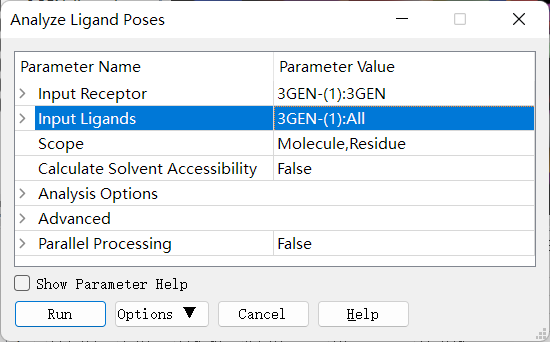 Analyze Ligand Poses
Parameter Name Parameter Value
Input Receptor 3GEN-(1):3GEN
Input Ligands 3GEN-(1):All
Scope Molecule,Residue
Calculate Solvent Accessibility False
Analysis Options
Advanced
Parallel Processing False
Show Parameter Help
Run Options ▼ Cancel Help